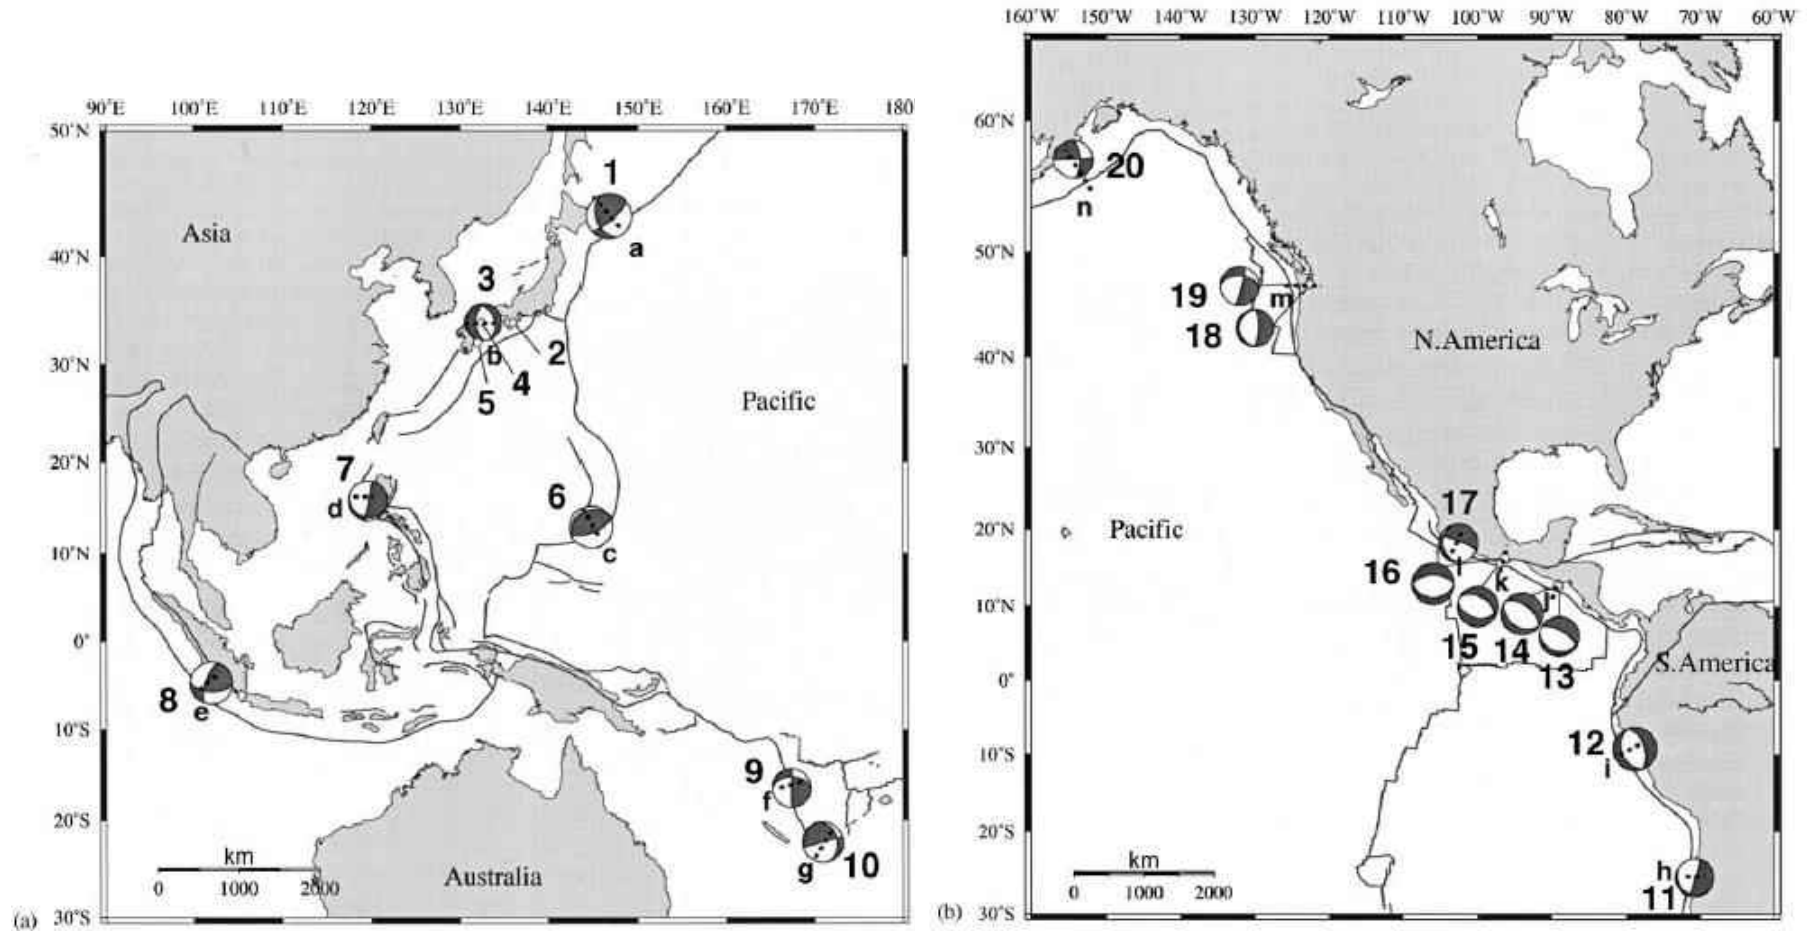 90°E 100°E 110°E 120°E 130°E 140°E 150°E 160°E 170°E 180
50°N
40°N
30°N
20°N
10°N
0°
10°S
20°S
30°S
Asia
Pacific
Australia
1
a
3
b
2
4
5
7
d
6
c
8
e
9
f
g
10
km
0 1000 2000
(a)
160°W 150°W 140°W 130°W 120°W 110°W 100°W 90°W 80°W 70°W 60°W
60°N
50°N
40°N
30°N
20°N
10°N
0°
10°S
20°S
30°S
20
n
19
m
18
N.America
Pacific
17
l
16
k
j
15
14
13
S.America
12
i
h
11
km
0 1000 2000
(b)